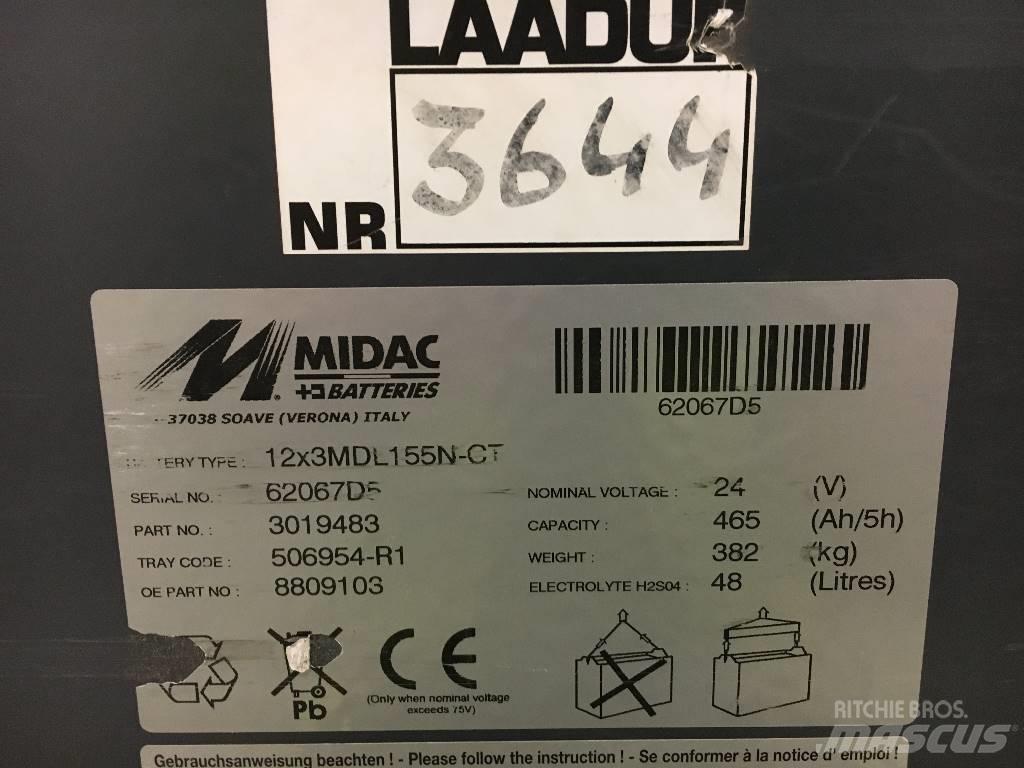 LAADUR
NR 3644
MIDAC
BATTERIES
37038 SOAVE (VERONA) ITALY
62067D5
BATTERY TYPE : 12x3MDL155N-CT
SERIAL NO. : 62067D5
PART NO. : 3019483
TRAY CODE : 506954-R1
OE PART NO : 8809103
NOMINAL VOLTAGE : 24 (V)
CAPACITY : 465 (Ah/5h)
WEIGHT : 382 (kg)
ELECTROLYTE H2S04 : 48 (Litres)
Pb
CE
(Only when nominal voltage
exceeds 75V)
Gebrauchsanweisung beachten ! - Please follow the instruction ! - Se conformer à la notice d' emploi !
RITCHIE BROS.
mascus